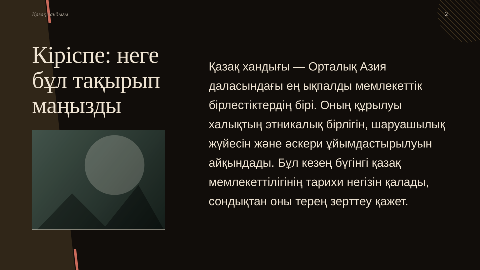 Қазақ хандығы
2
Кіріспе: неге
бұл тақырып
маңызды
Қазақ хандығы — Орталық Азия
даласындағы ең ықпалды мемлекеттік
бірлестіктердің бірі. Оның құрылуы
халықтың этникалық бірлігін, шаруашылық
жүйесін және әскери ұйымдастырылуын
айқындады. Бұл кезең бүгінгі қазақ
мемлекеттілігінің тарихи негізін қалады,
сондықтан оны терең зерттеу қажет.